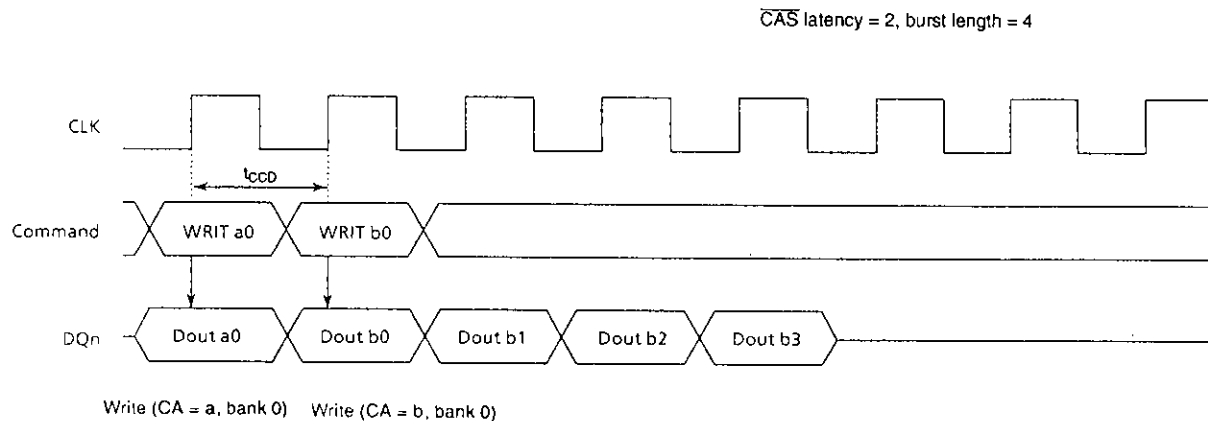 CAS latency = 2, burst length = 4
CLK
tCCD
Command WRIT a0 WRIT b0
DQn Dout a0 Dout b0 Dout b1 Dout b2 Dout b3
Write (CA = a, bank 0) Write (CA = b, bank 0)